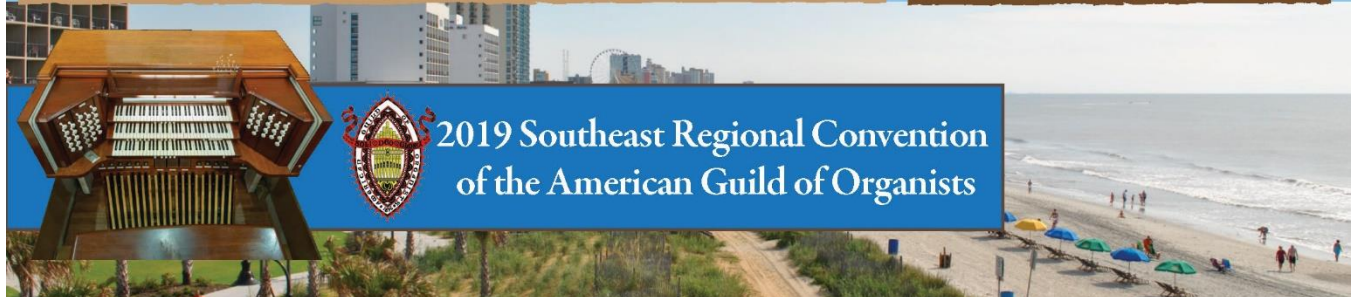 2019 Southeast Regional Convention
of the American Guild of Organists